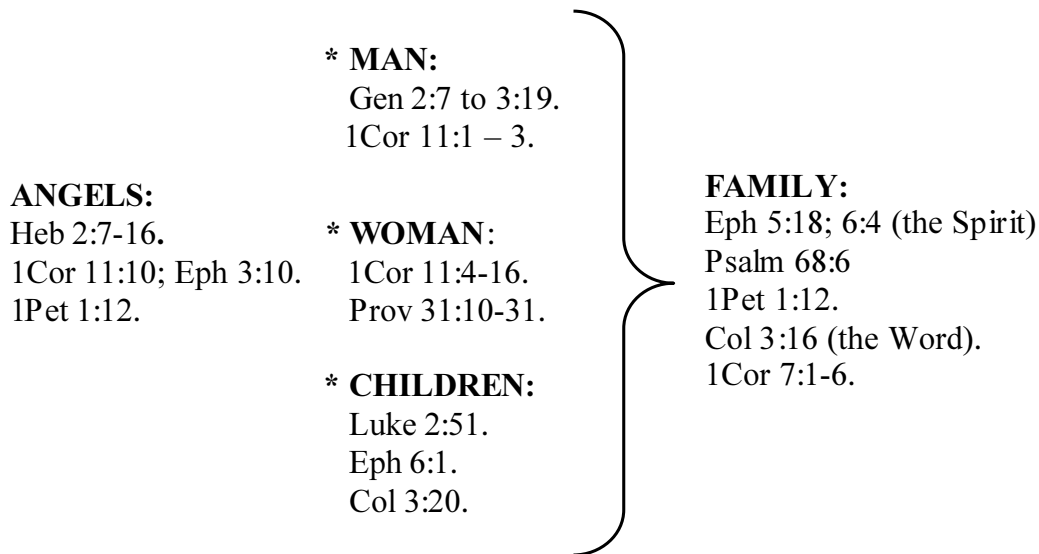 ANGELS:
Heb 2:7-16.
1Cor 11:10; Eph 3:10.
1Pet 1:12.
* MAN:
Gen 2:7 to 3:19.
1Cor 11:1 – 3.
* WOMAN:
1Cor 11:4-16.
Prov 31:10-31.
* CHILDREN:
Luke 2:51.
Eph 6:1.
Col 3:20.
FAMILY:
Eph 5:18; 6:4 (the Spirit)
Psalm 68:6
1Pet 1:12.
Col 3:16 (the Word).
1Cor 7:1-6.